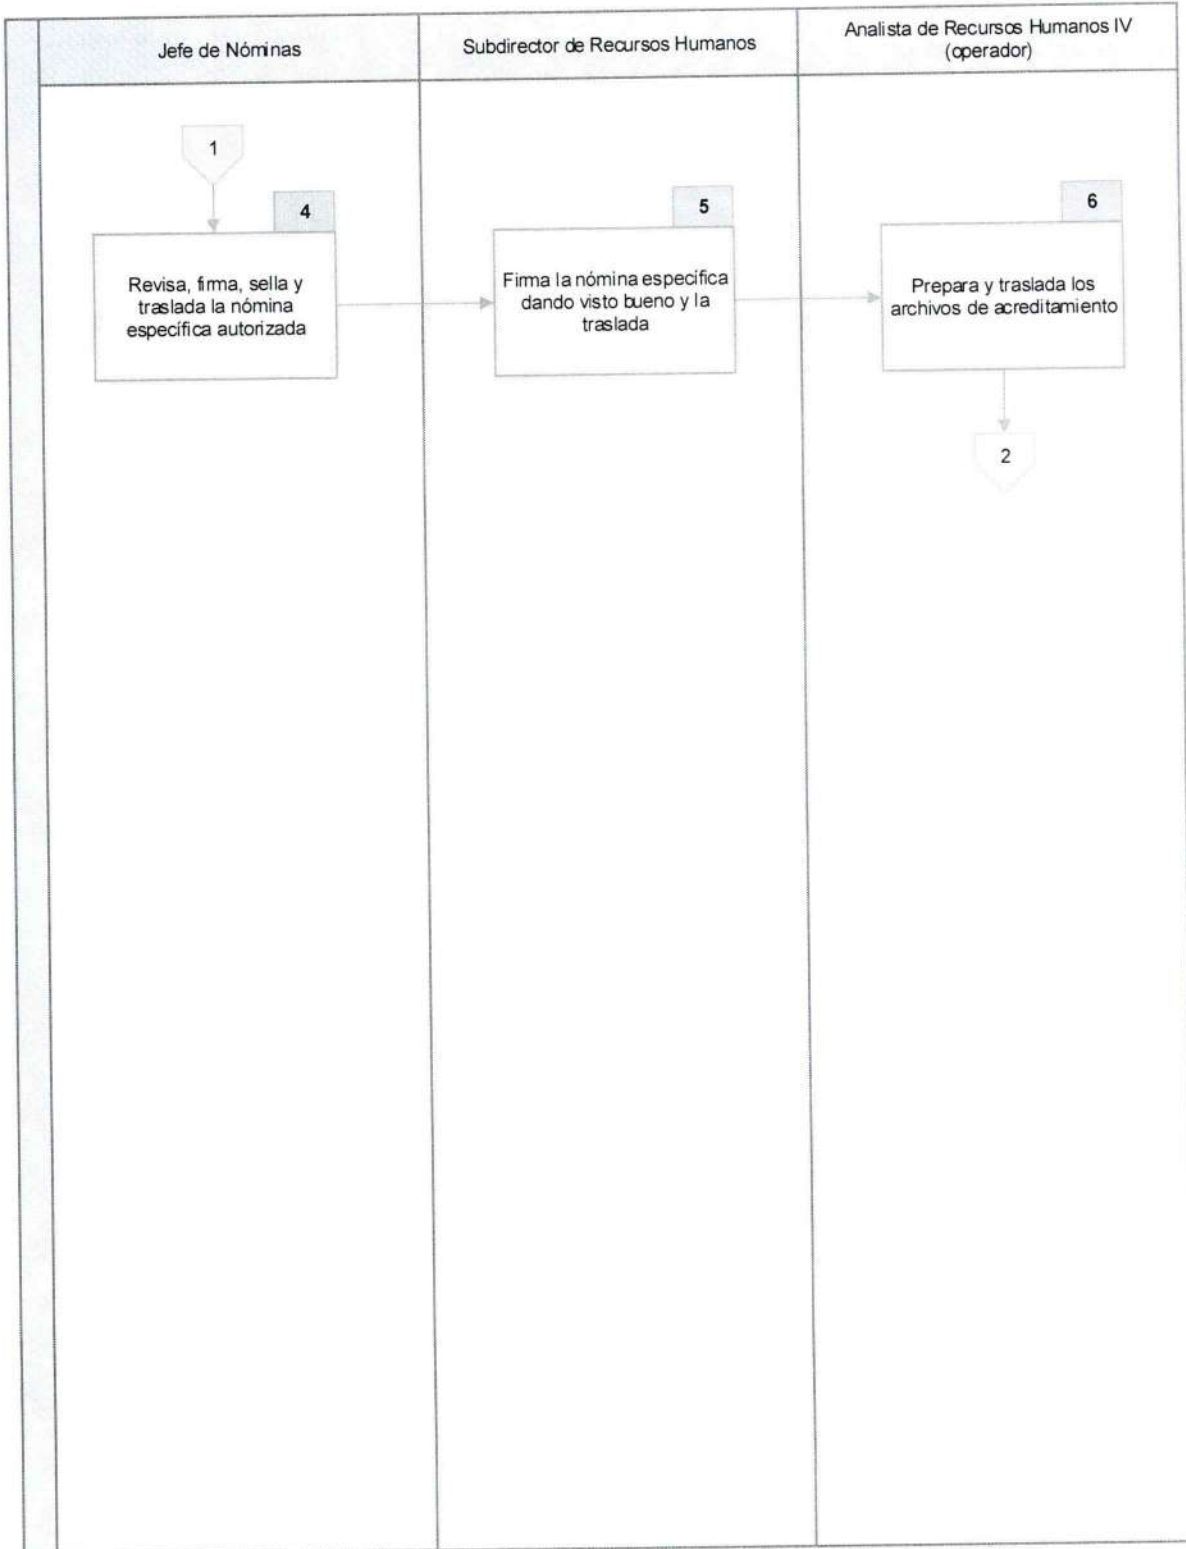 Jefe de Nóminas
Subdirector de Recursos Humanos
Analista de Recursos Humanos IV
(operador)
1
4
Revisa, firma, sella y
traslada la nómina
específica autorizada
5
Firma la nómina específica
dando visto bueno y la
traslada
6
Prepara y traslada los
archivos de acreditamiento
2